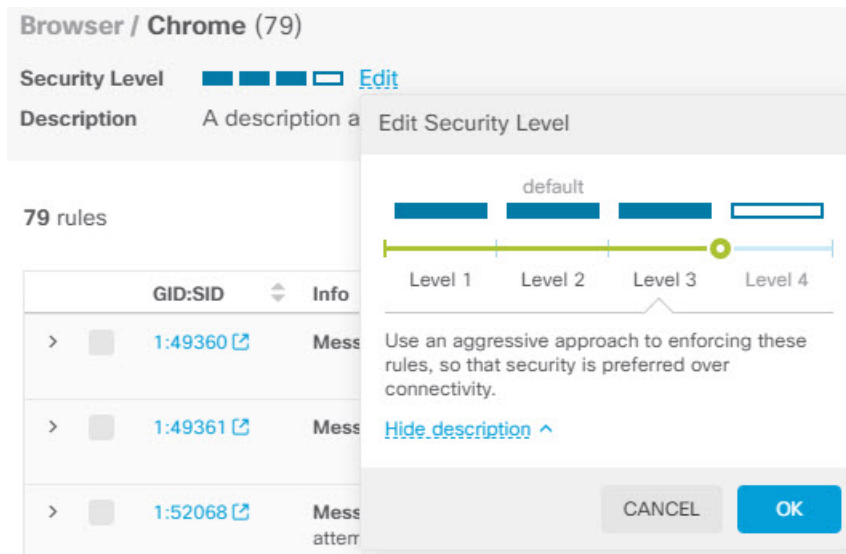 Browser / Chrome (79)
Security Level Edit
Description A description a
Edit Security Level
default
Level 1 Level 2 Level 3 Level 4
Use an aggressive approach to enforcing these
rules, so that security is preferred over
connectivity.
Hide description
CANCEL OK
79 rules
GID:SID Info
1:49360 Mess
1:49361 Mess
1:52068 Mess
attem